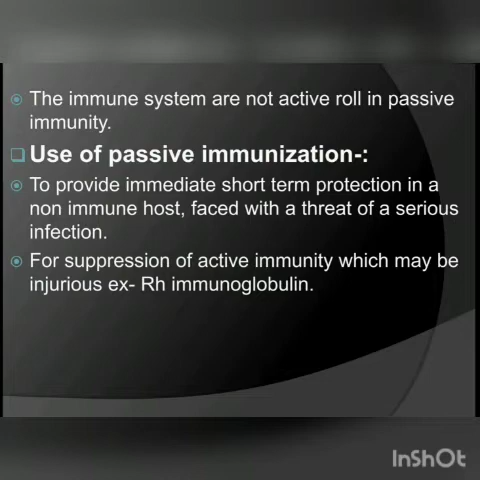 The immune system are not active roll in passive
immunity.
Use of passive immunization-:
To provide immediate short term protection in a
non immune host, faced with a threat of a serious
infection.
For suppression of active immunity which may be
injurious ex- Rh immunoglobulin.
InShOt